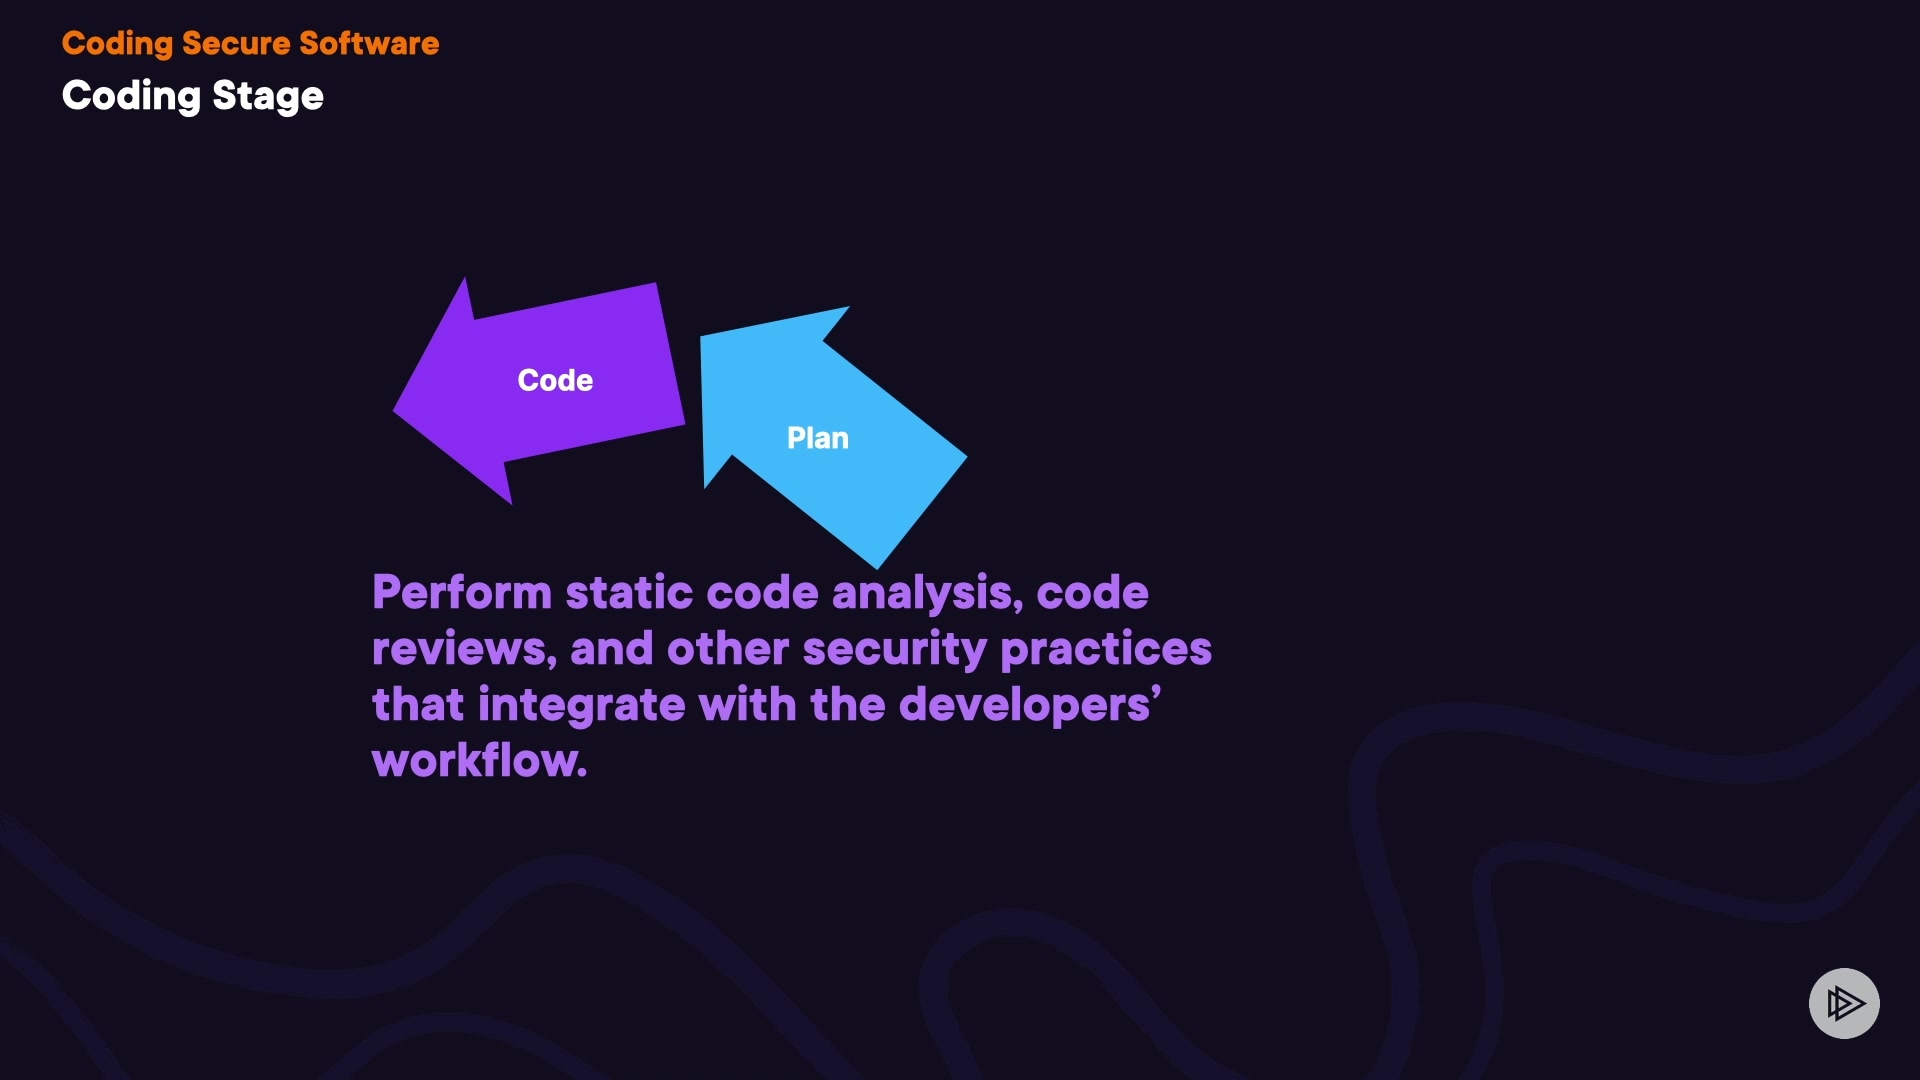 Coding Secure Software
Coding Stage
Code
Plan
Perform static code analysis, code
reviews, and other security practices
that integrate with the developers’
workflow.